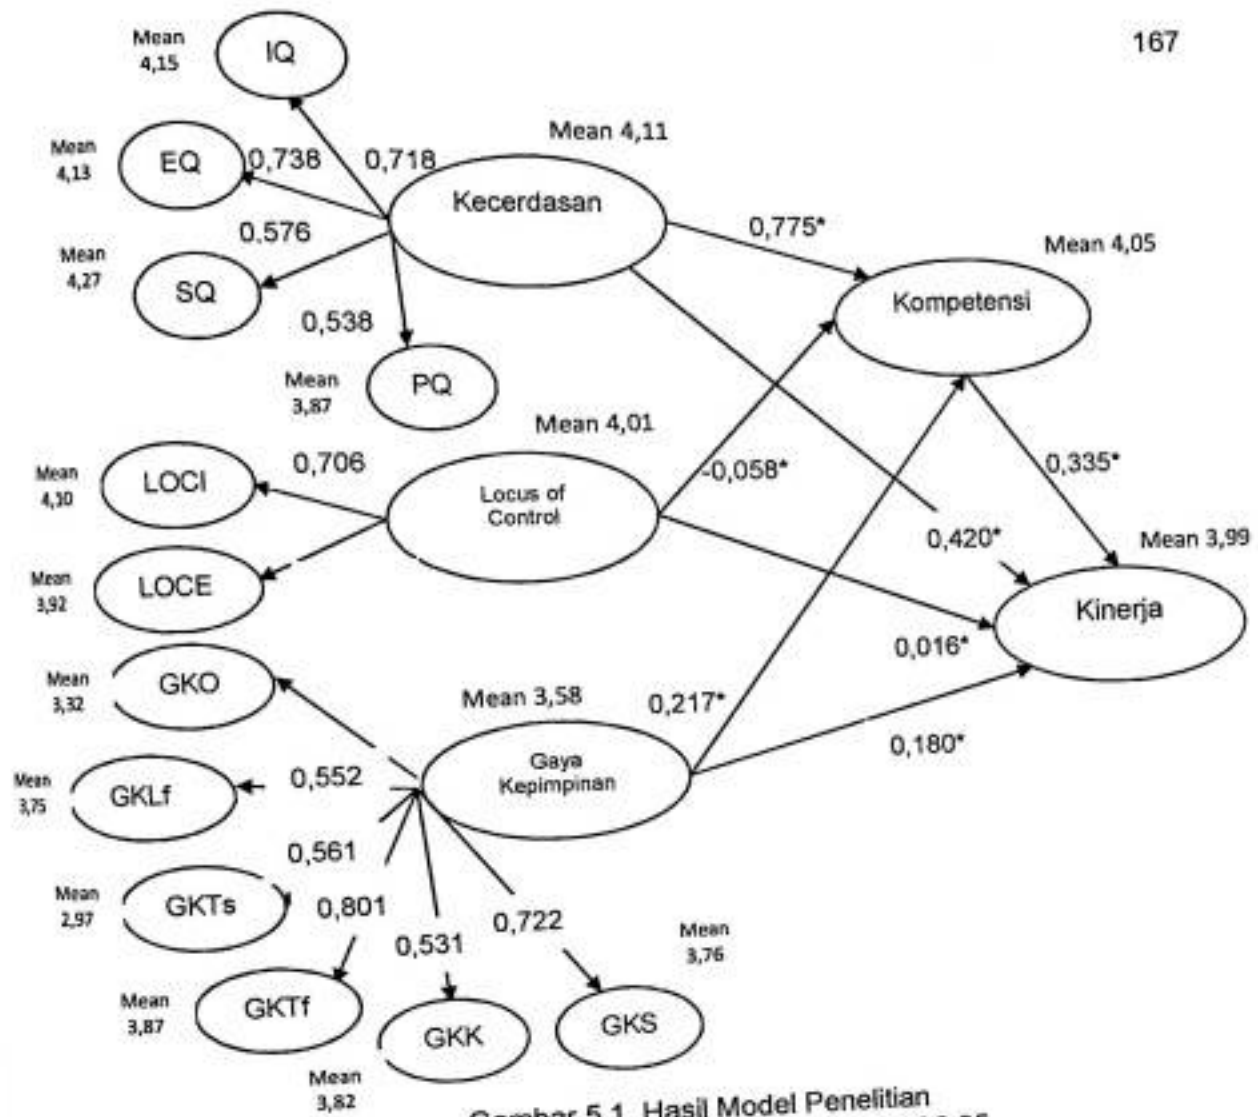 167
Mean
4,15
IQ
Mean 4,11
Mean
4,13
EQ
0,738
0,718
Kecerdasan
0,775*
Mean 4,05
0,576
Mean
4,27
SQ
Kompetensi
0,538
Mean
3,87
PQ
Mean 4,01
Mean
4,10
LOCI
0,706
Locus of
Control
-0,058*
0,335*
0,420*
Mean 3,99
Mean
3,92
LOCE
Kinerja
0,016*
Mean
3,32
GKO
Mean 3,58
0,217*
0,180*
Gaya
Kepimpinan
Mean
3,75
GKLf
0,552
0,561
Mean
2,97
GKTs
0,801
0,531
0,722
Mean
3,76
Mean
3,87
GKTf
GKK
GKS
Mean
3,82
Gambar 5.1. Hasil Model Penelitian